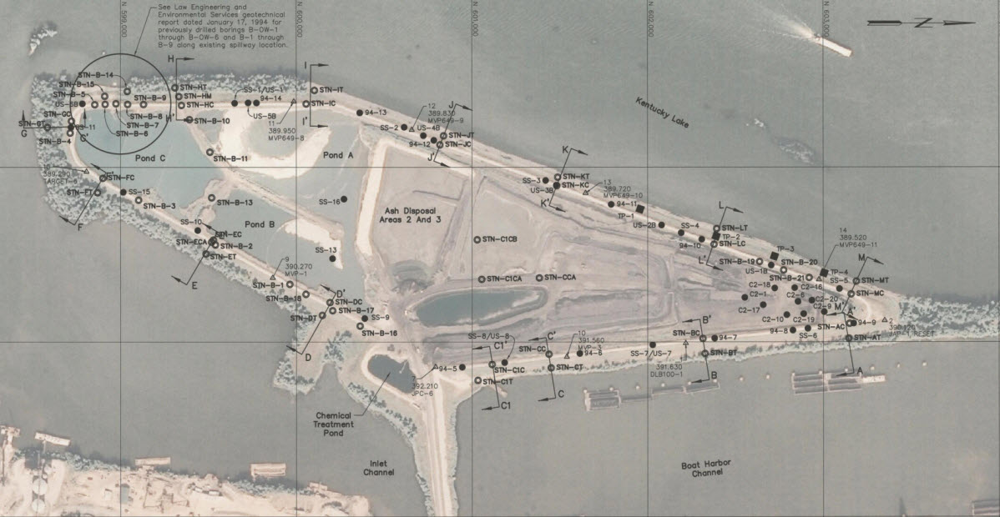 See Law Engineering and
Environmental Services geotechnical
report dated January 17, 1994 for
previously drilled borings B-OW-1
through B-OW-6 and B-1 through
B-9 along existing spillway location.
N 599,000
N 600,000
N 601,000
N 602,000
N 603,000
N
Kentucky Lake
STN-B-14
STN-B-15
STN-B-5
US-5B
STN-GC
STN-GT
G
STN-B-4
G'
STN-B-9
STN-B-8
STN-B-7
STN-B-6
H
STN-HT
STN-HM
STN-HC
H'
STN-B-10
SS-1/US-1
94-14
US-5B
11
389.950
MVP649-8
I
STN-IT
STN-IC
I'
94-13
12
389.830
MVP649-9
SS-2
US-4B
94-12
J
STN-JT
STN-JC
J'
Pond C
Pond A
STN-B-11
STN-FC
STN-FT
F
SS-15
STN-B-3
STN-B-13
SS-16
Pond B
SS-10
STN-EC
STN-ECA
STN-B-2
STN-ET
E
SS-13
Ash Disposal
Areas 2 And 3
K
STN-KT
STN-KC
K'
SS-3
US-3B
13
389.720
MVP649-10
94-11
TP-1
US-2B
SS-4
94-10
L
STN-LT
TP-2
STN-LC
L'
TP-3
STN-B-19
STN-B-20
US-1B
STN-B-21
14
389.520
MVP649-11
TP-4
SS-5
M
STN-MT
STN-MC
M'
C2-18
C2-16
C2-1
C2-6
C2-20
C2-17
C2-9
C2-10
C2-19
94-8
SS-6
A'
94-9
STN-AC
STN-AT
A
2
STN-C1CB
STN-C1CA
STN-CCA
9
390.270
MVP-1
STN-B-1
STN-B-18
D'
STN-DC
STN-B-17
STN-DT
D
SS-9
STN-B-16
SS-8/US-8
C1'
STN-C1C
STN-C1T
C1
C'
STN-CC
STN-CT
C
10
391.560
MVP-3
94-6
SS-7/US-7
B'
STN-BC
94-7
STN-BT
B
391.630
DLB100-1
94-5
7
392.210
JPC-6
Chemical
Treatment
Pond
Inlet
Channel
Boat Harbor
Channel